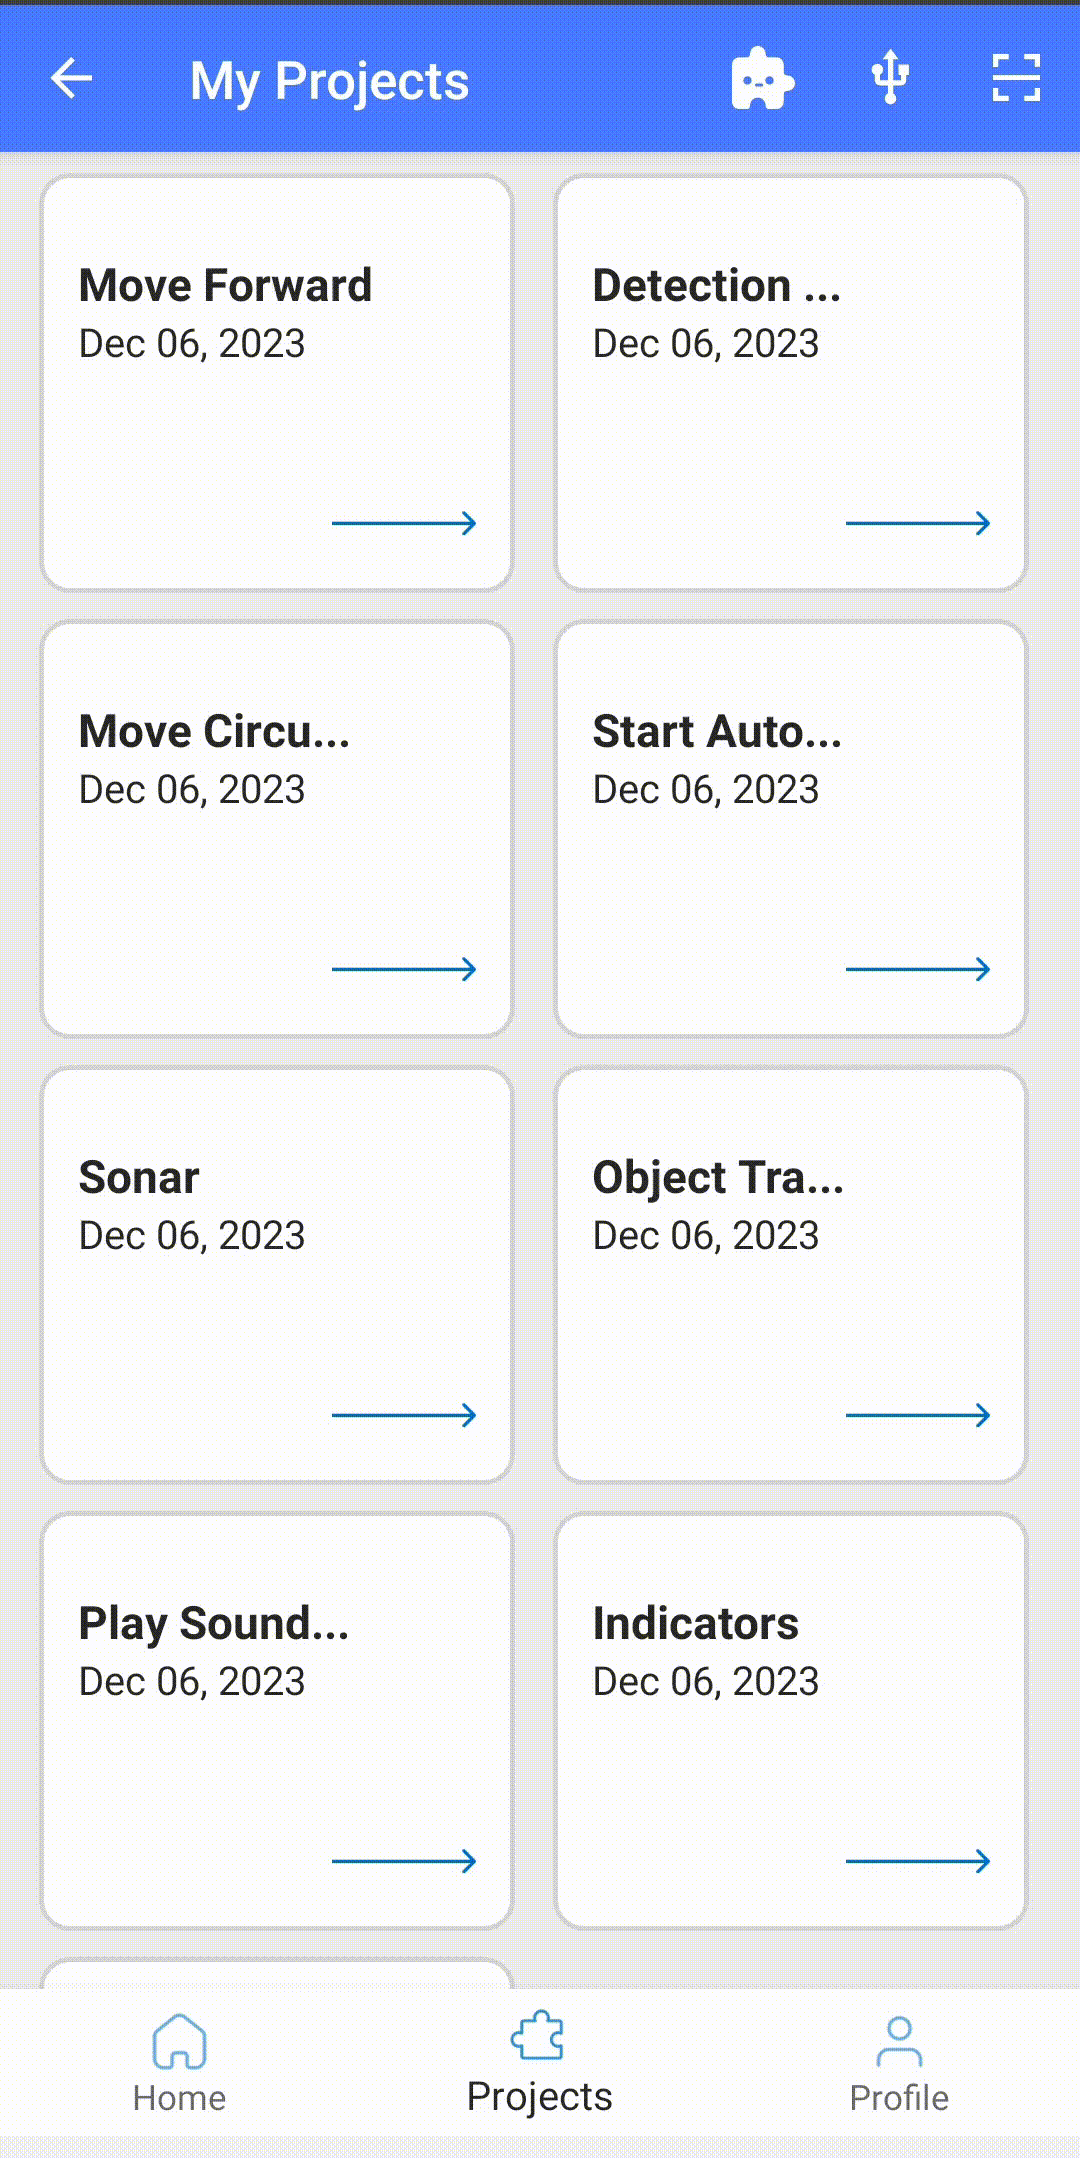 My Projects
Move Forward
Dec 06, 2023
Detection ...
Dec 06, 2023
Move Circu...
Dec 06, 2023
Start Auto...
Dec 06, 2023
Sonar
Dec 06, 2023
Object Tra...
Dec 06, 2023
Play Sound...
Dec 06, 2023
Indicators
Dec 06, 2023
Home
Projects
Profile